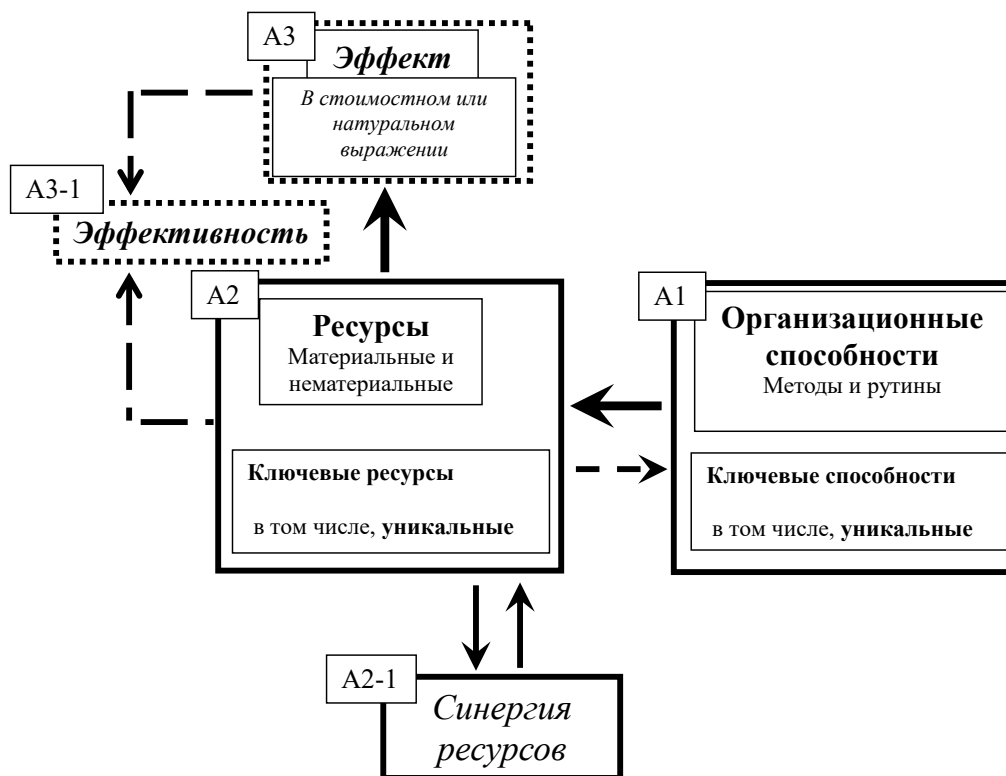 А3
Эффект
В стоимостном или
натуральном
выражении
А3-1
Эффективность
А2
Ресурсы
Материальные и
нематериальные
Ключевые ресурсы
в том числе, уникальные
А1
Организационные
способности
Методы и рутины
Ключевые способности
в том числе, уникальные
А2-1
Синергия
ресурсов